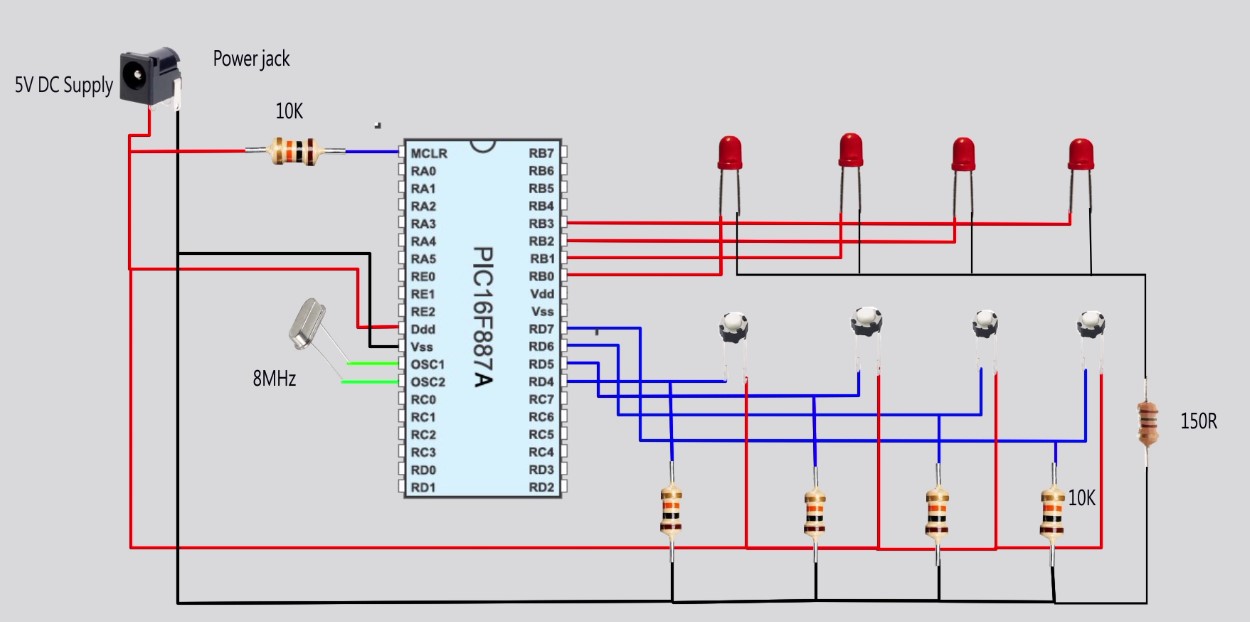 Power jack
5V DC Supply
10K
MCLR
RA0
RA1
RA2
RA3
RA4
RA5
RE0
RE1
RE2
Ddd
Vss
OSC1
OSC2
RC0
RC1
RC2
RC3
RD0
RD1
PIC16F887A
RB7
RB6
RB5
RB4
RB3
RB2
RB1
RB0
Vdd
Vss
RD7
RD6
RD5
RD4
RC7
RC6
RC5
RC4
RD3
RD2
8MHz
150R
10K